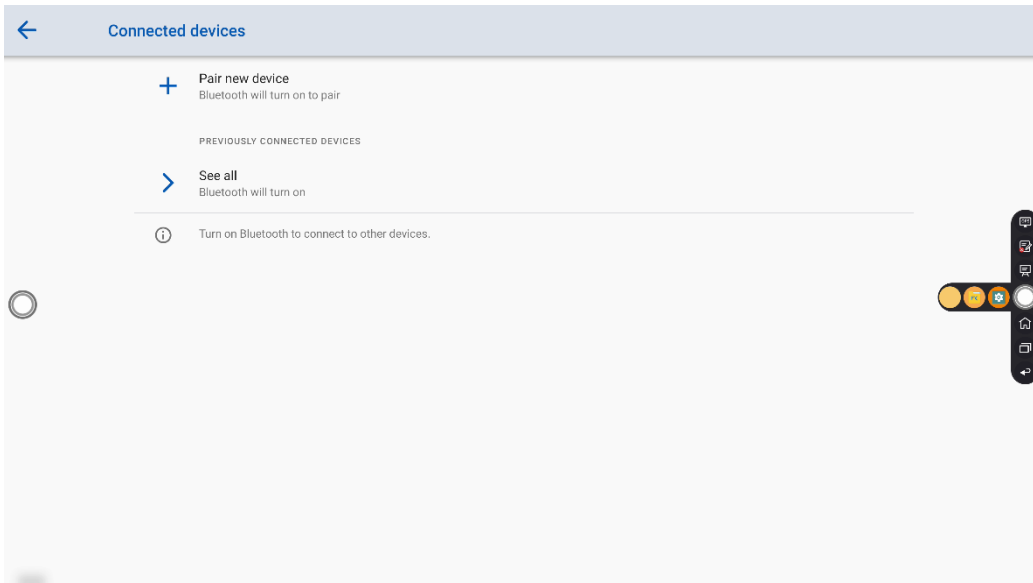 Connected devices
Pair new device
Bluetooth will turn on to pair
PREVIOUSLY CONNECTED DEVICES
See all
Bluetooth will turn on
Turn on Bluetooth to connect to other devices.